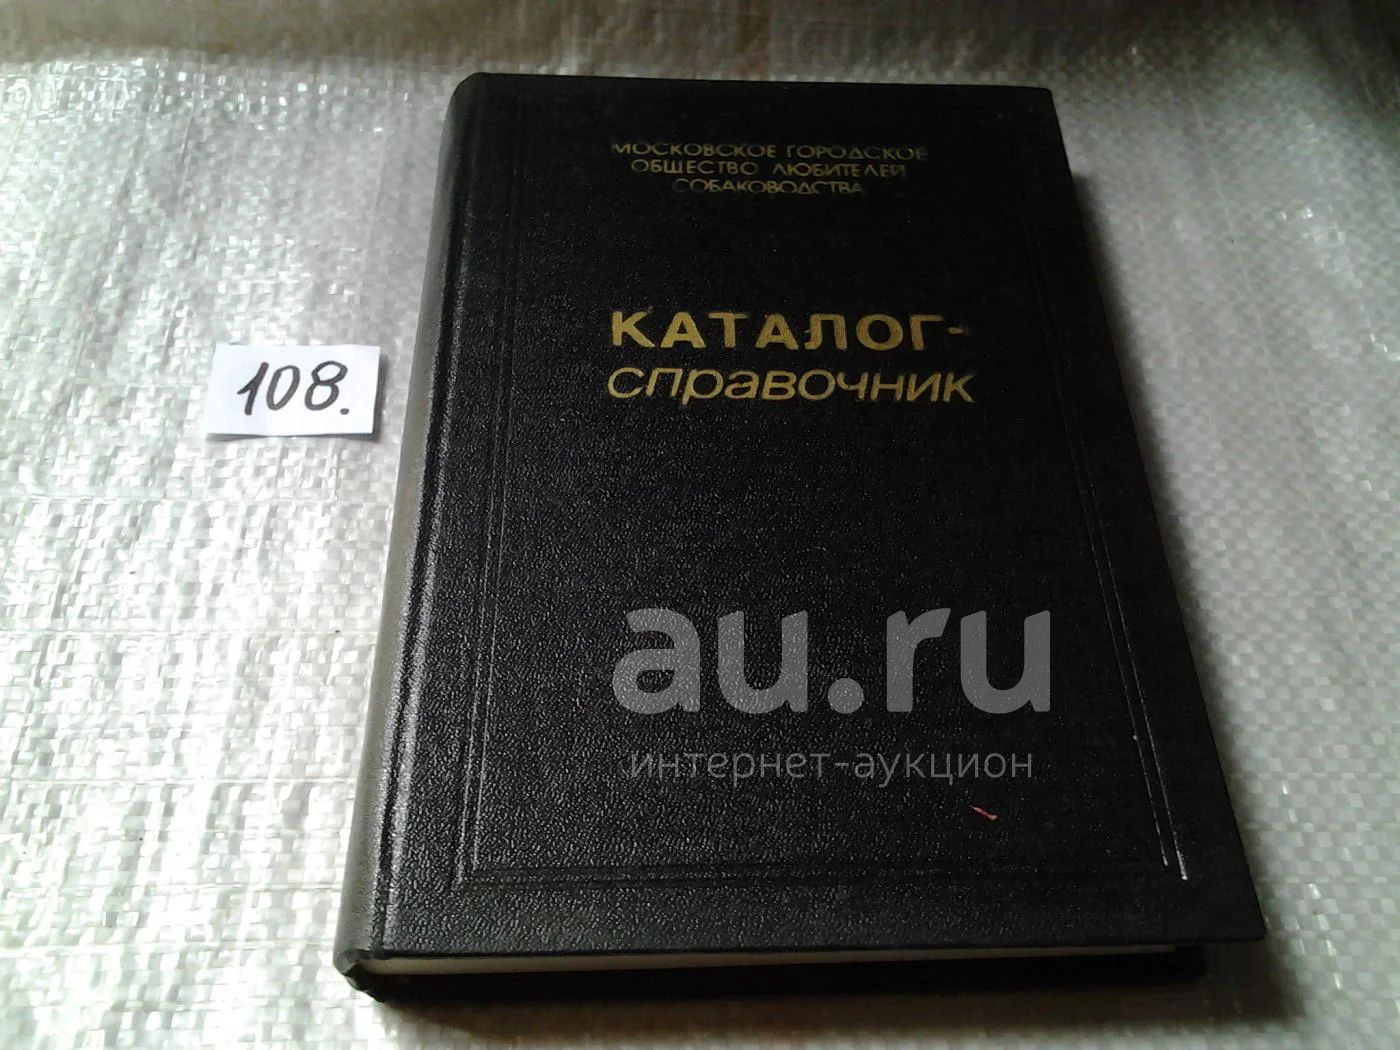 МОСКОВСКОЕ ГОРОДСКОЕ
ОБЩЕСТВО ЛЮБИТЕЛЕЙ
СОБАКОВОДСТВА
КАТАЛОГ-
справочник
108.
au.ru
интернет-аукцион